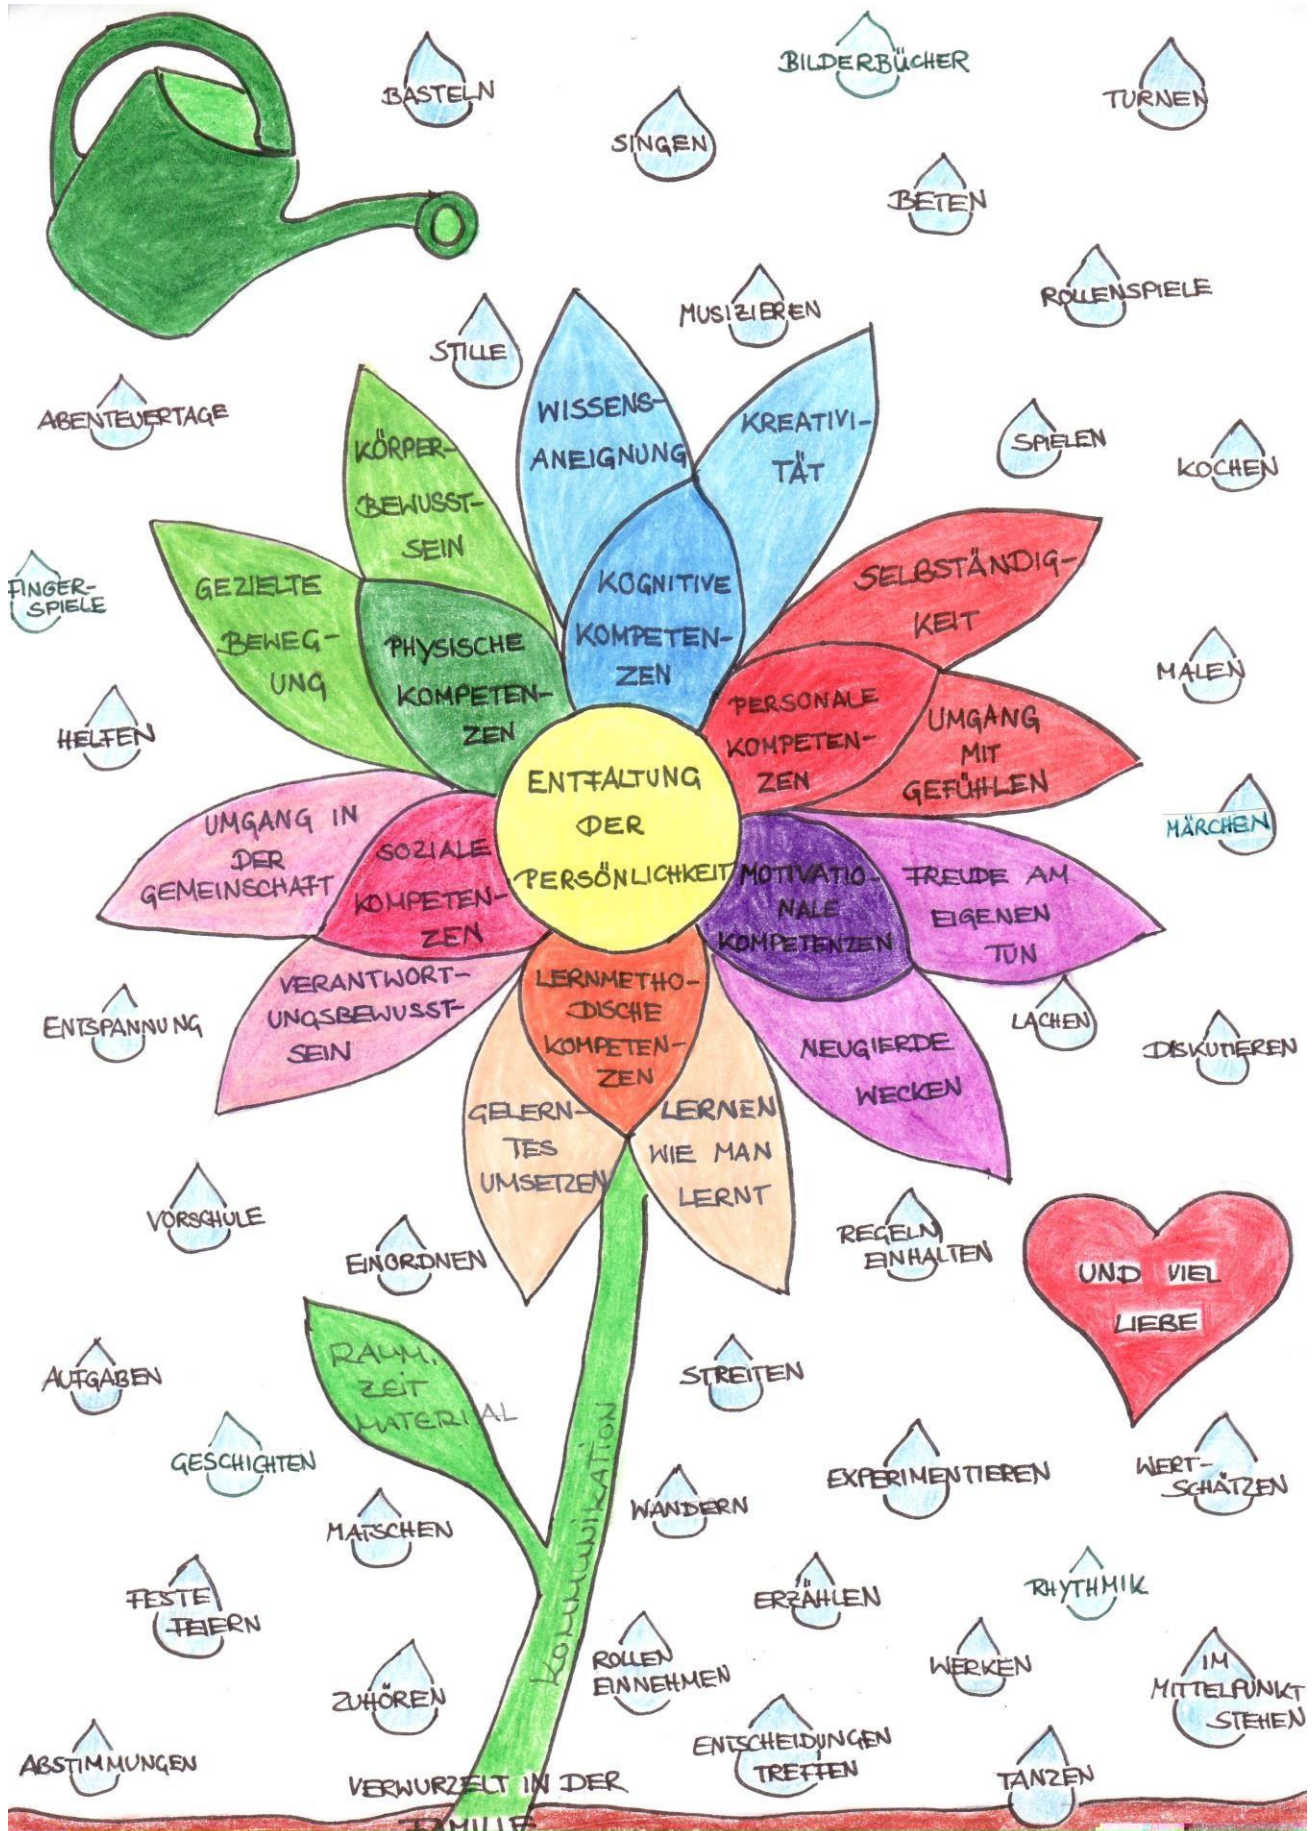 BILDERBÜCHER
BASTELN
TURNEN
SINGEN
BETEN
ROLLENSPIELE
MUSIZIEREN
STILLE
ABENTEUERTAGE
SPIELEN
KOCHEN
WISSENS-
ANEIGNUNG
KREATIVI-
TÄT
KÖRPER-
BEWUSST-
SEIN
SELBSTÄNDIG-
KEIT
GEZIELTE
BEWEG-
UNG
KOGNITIVE
KOMPETEN-
ZEN
PHYSISCHE
KOMPETEN-
ZEN
FINGER-
SPIELE
MALEN
PERSONALE
KOMPETEN-
ZEN
UMGANG
MIT
GEFÜHLEN
HELFEN
ENTFALTUNG
DER
PERSÖNLICHKEIT
MÄRCHEN
UMGANG IN
DER
GEMEINSCHAFT
SOZIALE
KOMPETEN-
ZEN
MOTIVATIO-
NALE
KOMPETENZEN
FREUDE AM
EIGENEN
TUN
VERANTWORT-
UNGSBEWUSST-
SEIN
LERNMETHO-
DISCHE
KOMPETEN-
ZEN
NEUGIERDE
WECKEN
LACHEN
ENTSPANNUNG
DISKUTIEREN
GELERN-
TES
UMSETZEN
LERNEN
WIE MAN
LERNT
VORSCHULE
EINORDNEN
REGELN
EINHALTEN
UND VIEL
LIEBE
RAUM,
ZEIT
MATERIAL
KOMMUNIKATION
AUFGABEN
STREITEN
GESCHICHTEN
EXPERIMENTIEREN
WERT-
SCHÄTZEN
MATSCHEN
WANDERN
FESTE
FEIERN
ERZÄHLEN
RHYTHMIK
ZUHÖREN
ROLLEN
EINNEHMEN
WERKEN
IM
MITTELPUNKT
STEHEN
ABSTIMMUNGEN
ENTSCHEIDUNGEN
TREFFEN
TANZEN
VERWURZELT IN DER
FAMILIE